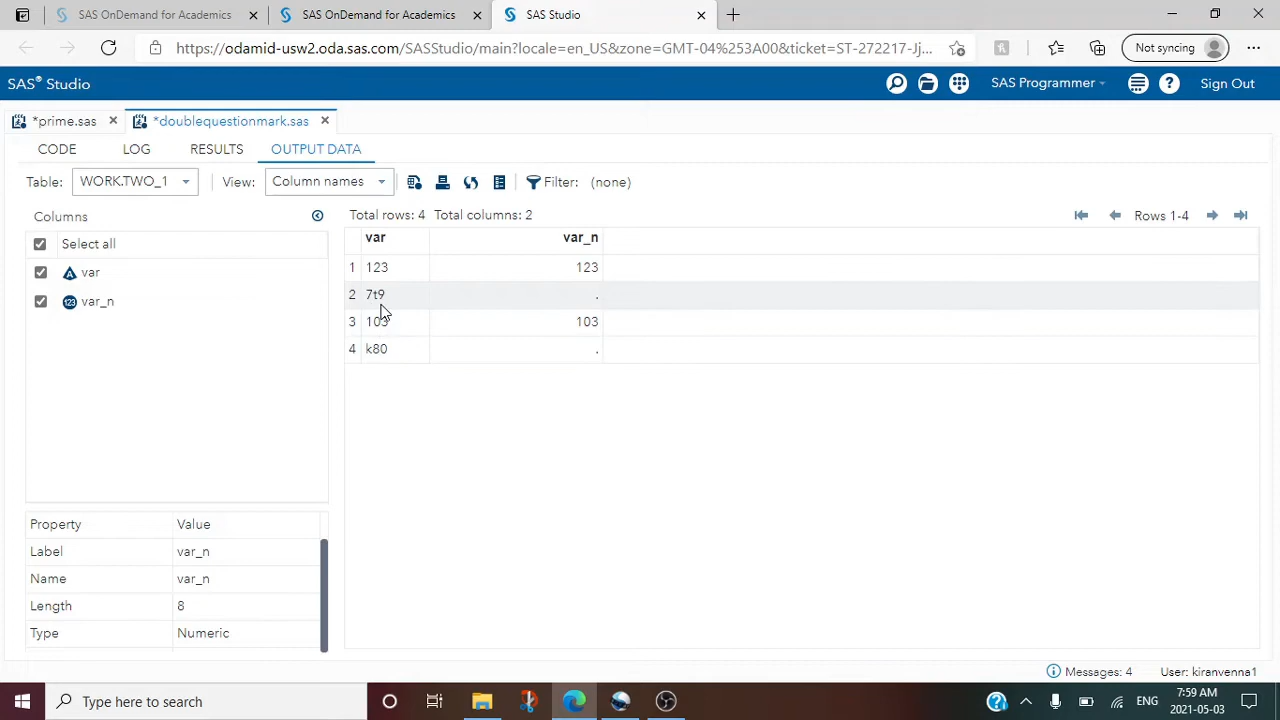 SAS OnDemand for Academics
SAS OnDemand for Academics
SAS Studio
https://odamid-usw2.oda.sas.com/SASStudio/main?locale=en_US&zone=GMT-04%253A00&ticket=ST-272217-Jj...
Not syncing
SAS® Studio
SAS Programmer
Sign Out
*prime.sas
*doublequestionmark.sas
CODE LOG RESULTS OUTPUT DATA
Table: WORK.TWO_1 View: Column names Filter: (none)
Columns
Total rows: 4 Total columns: 2
Rows 1-4
Select all
var
var_n
var var_n
1 123 123
2 7t9 .
3 103 103
4 k80 .
Property Value
Label var_n
Name var_n
Length 8
Type Numeric
Messages: 4 User: kiranvenna1
Type here to search
ENG
7:59 AM
2021-05-03